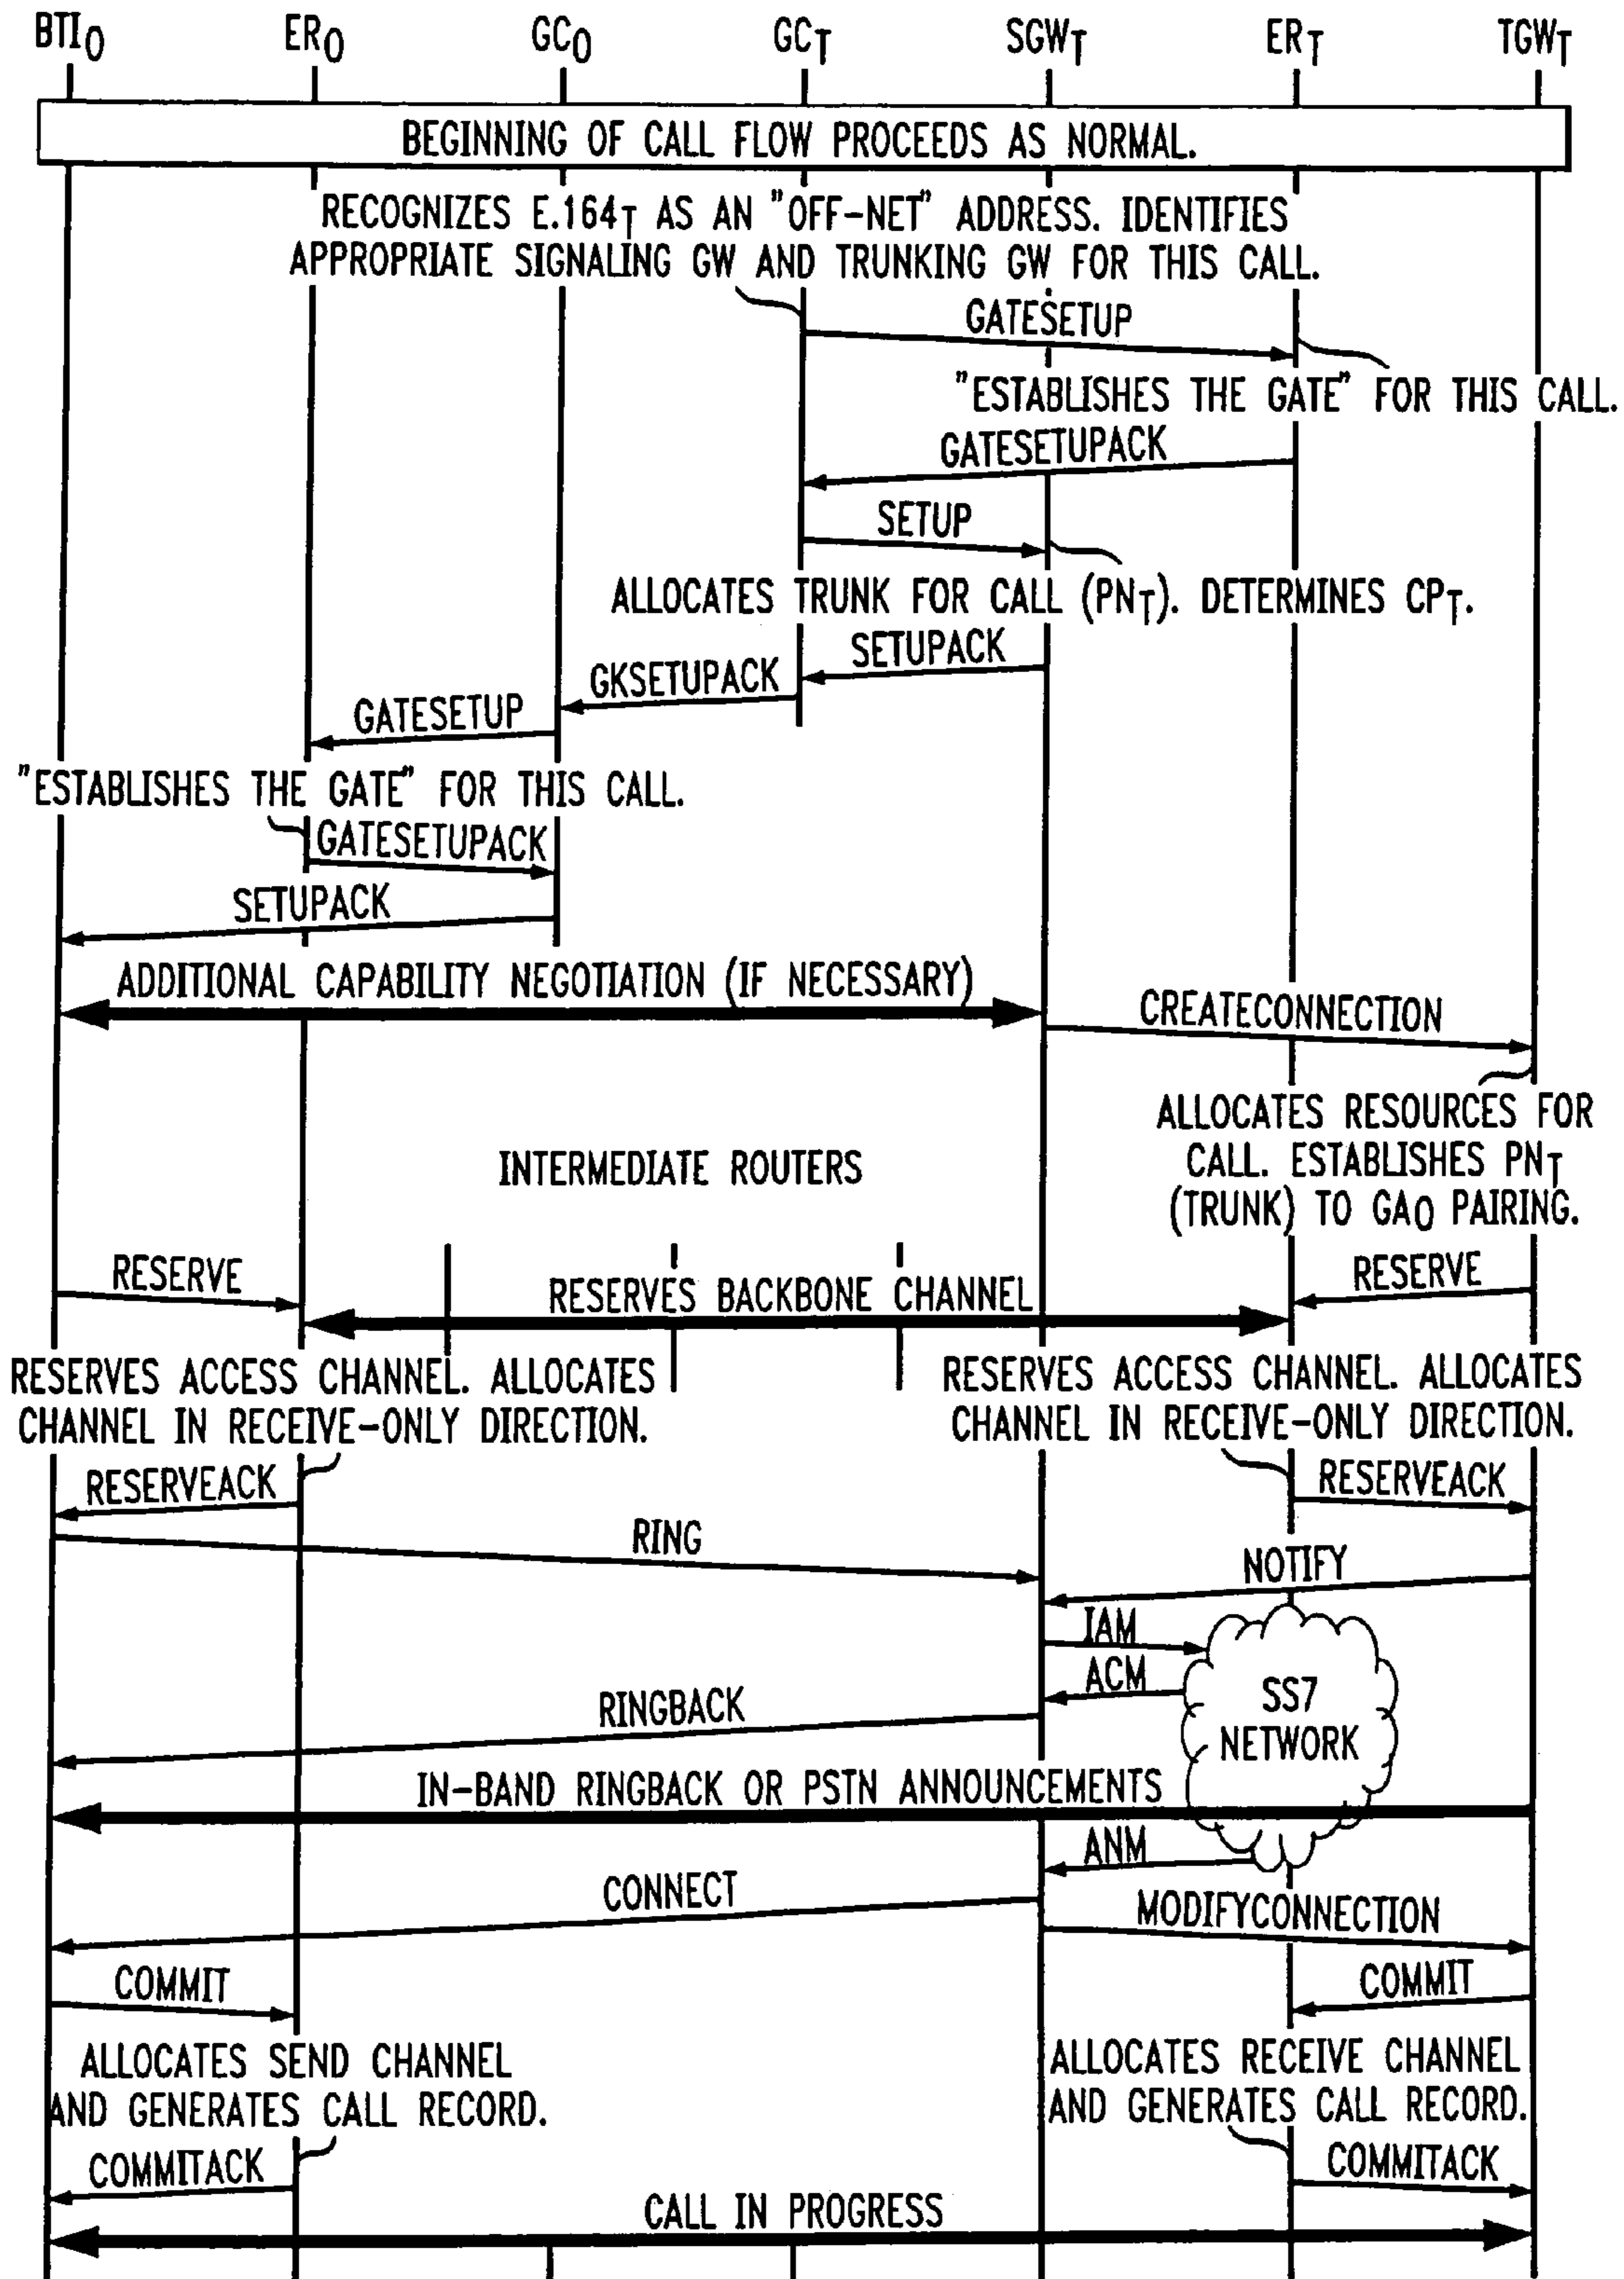 BTIO ERO GCO GCT SGWT ERT TGWT
BEGINNING OF CALL FLOW PROCEEDS AS NORMAL.
RECOGNIZES E.164T AS AN "OFF-NET" ADDRESS. IDENTIFIES
APPROPRIATE SIGNALING GW AND TRUNKING GW FOR THIS CALL.
GATESETUP
"ESTABLISHES THE GATE" FOR THIS CALL.
GATESETUPACK
SETUP
ALLOCATES TRUNK FOR CALL (PNT). DETERMINES CPT.
SETUPACK
GKSETUPACK
GATESETUP
"ESTABLISHES THE GATE" FOR THIS CALL.
GATESETUPACK
SETUPACK
ADDITIONAL CAPABILITY NEGOTIATION (IF NECESSARY)
CREATECONNECTION
ALLOCATES RESOURCES FOR
CALL. ESTABLISHES PNT
(TRUNK) TO GAO PAIRING.
INTERMEDIATE ROUTERS
RESERVE
RESERVES BACKBONE CHANNEL
RESERVE
RESERVES ACCESS CHANNEL. ALLOCATES
CHANNEL IN RECEIVE-ONLY DIRECTION.
RESERVES ACCESS CHANNEL. ALLOCATES
CHANNEL IN RECEIVE-ONLY DIRECTION.
RESERVEACK
RESERVEACK
RING
NOTIFY
IAM
ACM
SS7
NETWORK
RINGBACK
IN-BAND RINGBACK OR PSTN ANNOUNCEMENTS
ANM
CONNECT
MODIFYCONNECTION
COMMIT
COMMIT
ALLOCATES SEND CHANNEL
AND GENERATES CALL RECORD.
ALLOCATES RECEIVE CHANNEL
AND GENERATES CALL RECORD.
COMMITACK
COMMITACK
CALL IN PROGRESS